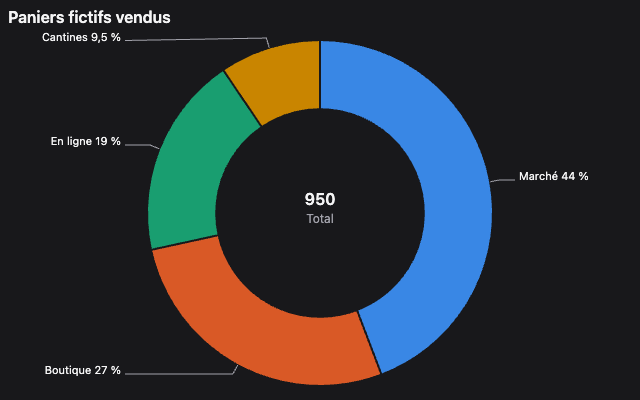 Paniers fictifs vendus
Cantines 9,5 %
En ligne 19 %
Marché 44 %
950
Total
Boutique 27 %